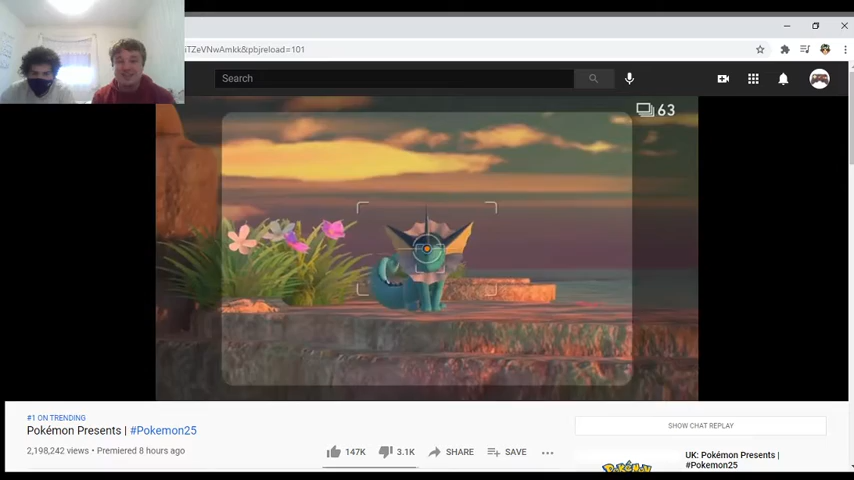 iTZeVNwAmkk&pbjreload=101
Search
63
#1 ON TRENDING
Pokémon Presents | #Pokemon25
2,198,242 views • Premiered 8 hours ago
147K
3.1K
SHARE
SAVE
SHOW CHAT REPLAY
POKéMON
UK: Pokémon Presents |
#Pokemon25